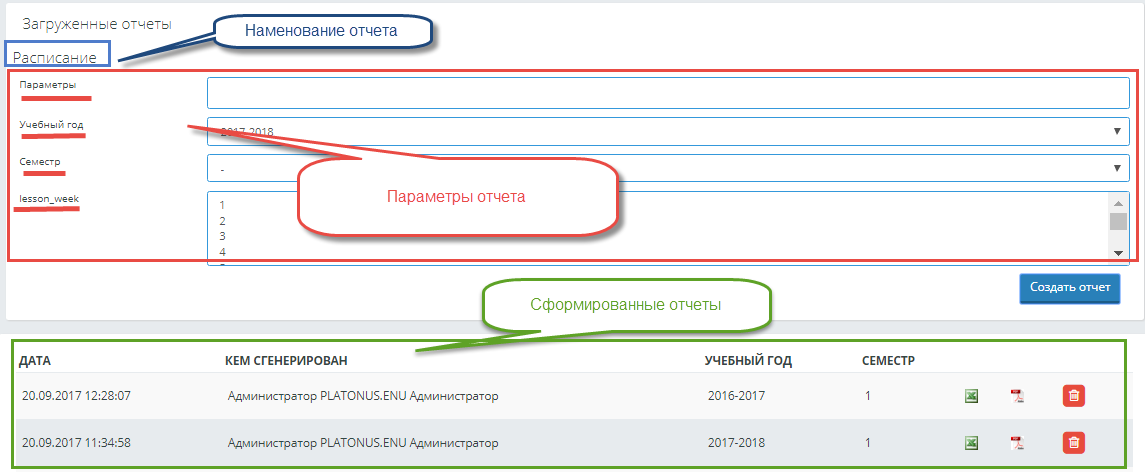 Загруженные отчеты
Наменование отчета
Расписание
Параметры
Учебный год
2017-2018
Семестр
-
Параметры отчета
lesson_week
1
2
3
4
Создать отчет
Сформированные отчеты
ДАТА КЕМ СГЕНЕРИРОВАН УЧЕБНЫЙ ГОД СЕМЕСТР
20.09.2017 12:28:07 Администратор PLATONUS.ENU Администратор 2016-2017 1
20.09.2017 11:34:58 Администратор PLATONUS.ENU Администратор 2017-2018 1